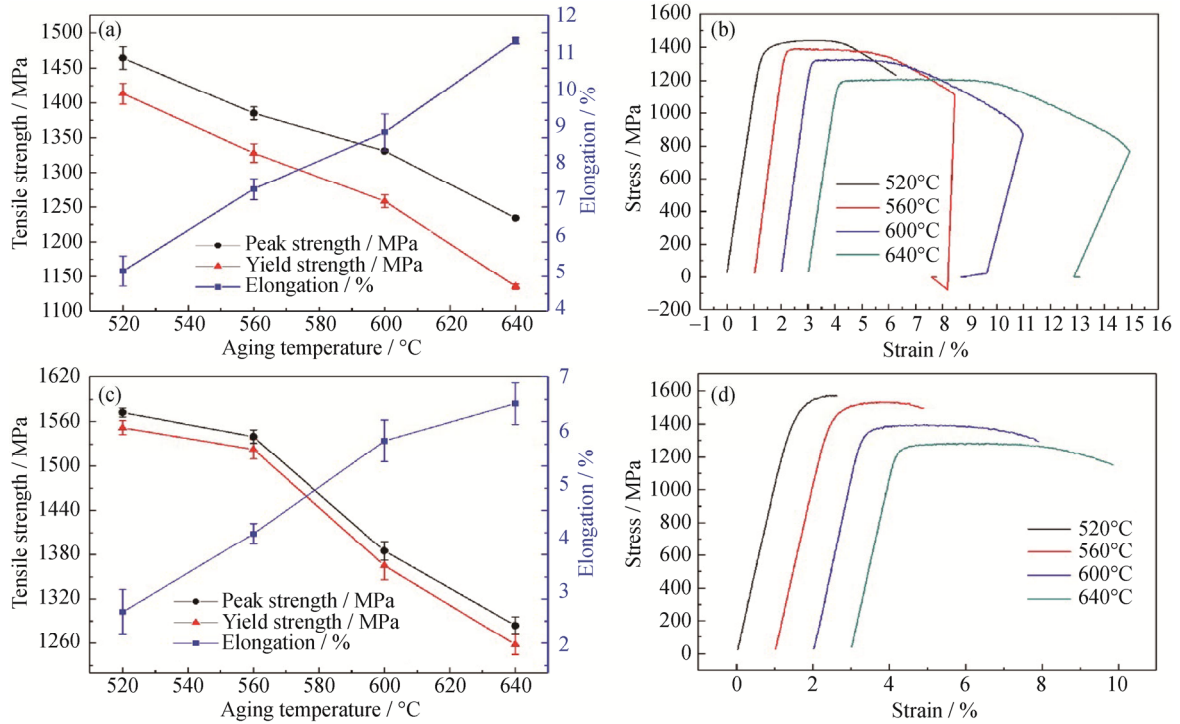 (a)
Tensile strength / MPa
1500
1450
1400
1350
1300
1250
1200
1150
1100
Peak strength / MPa
Yield strength / MPa
Elongation / %
520 540 560 580 600 620 640
Aging temperature / °C
12
11
10
9
8
7
6
5
4
Elongation / %
(b)
Stress / MPa
1600
1400
1200
1000
800
600
400
200
0
−200
520°C
560°C
600°C
640°C
−1 0 1 2 3 4 5 6 7 8 9 10 11 12 13 14 15 16
Strain / %
(c)
Tensile strength / MPa
1620
1560
1500
1440
1380
1320
1260
Peak strength / MPa
Yield strength / MPa
Elongation / %
520 540 560 580 600 620 640
Aging temperature / °C
7
6
5
4
3
2
Elongation / %
(d)
Stress / MPa
1600
1400
1200
1000
800
600
400
200
0
520°C
560°C
600°C
640°C
0 2 4 6 8 10
Strain / %